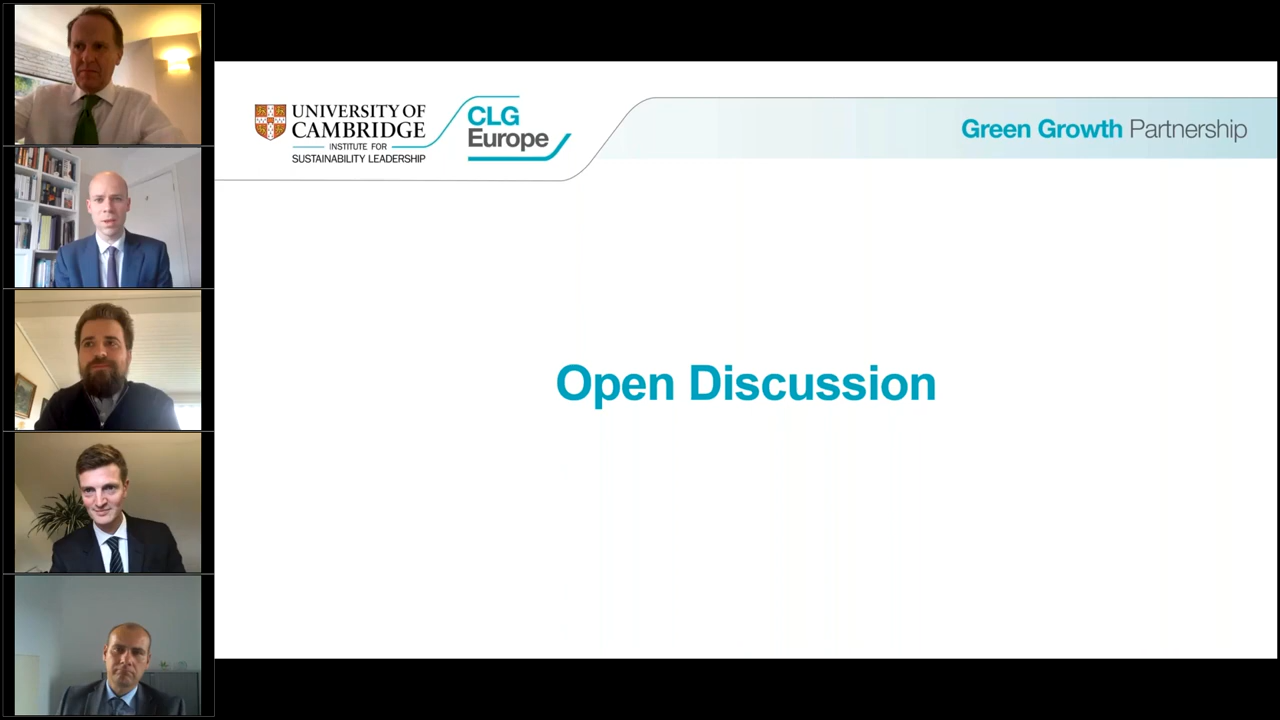 UNIVERSITY OF
CAMBRIDGE
INSTITUTE FOR
SUSTAINABILITY LEADERSHIP
CLG
Europe
Green Growth Partnership
Open Discussion